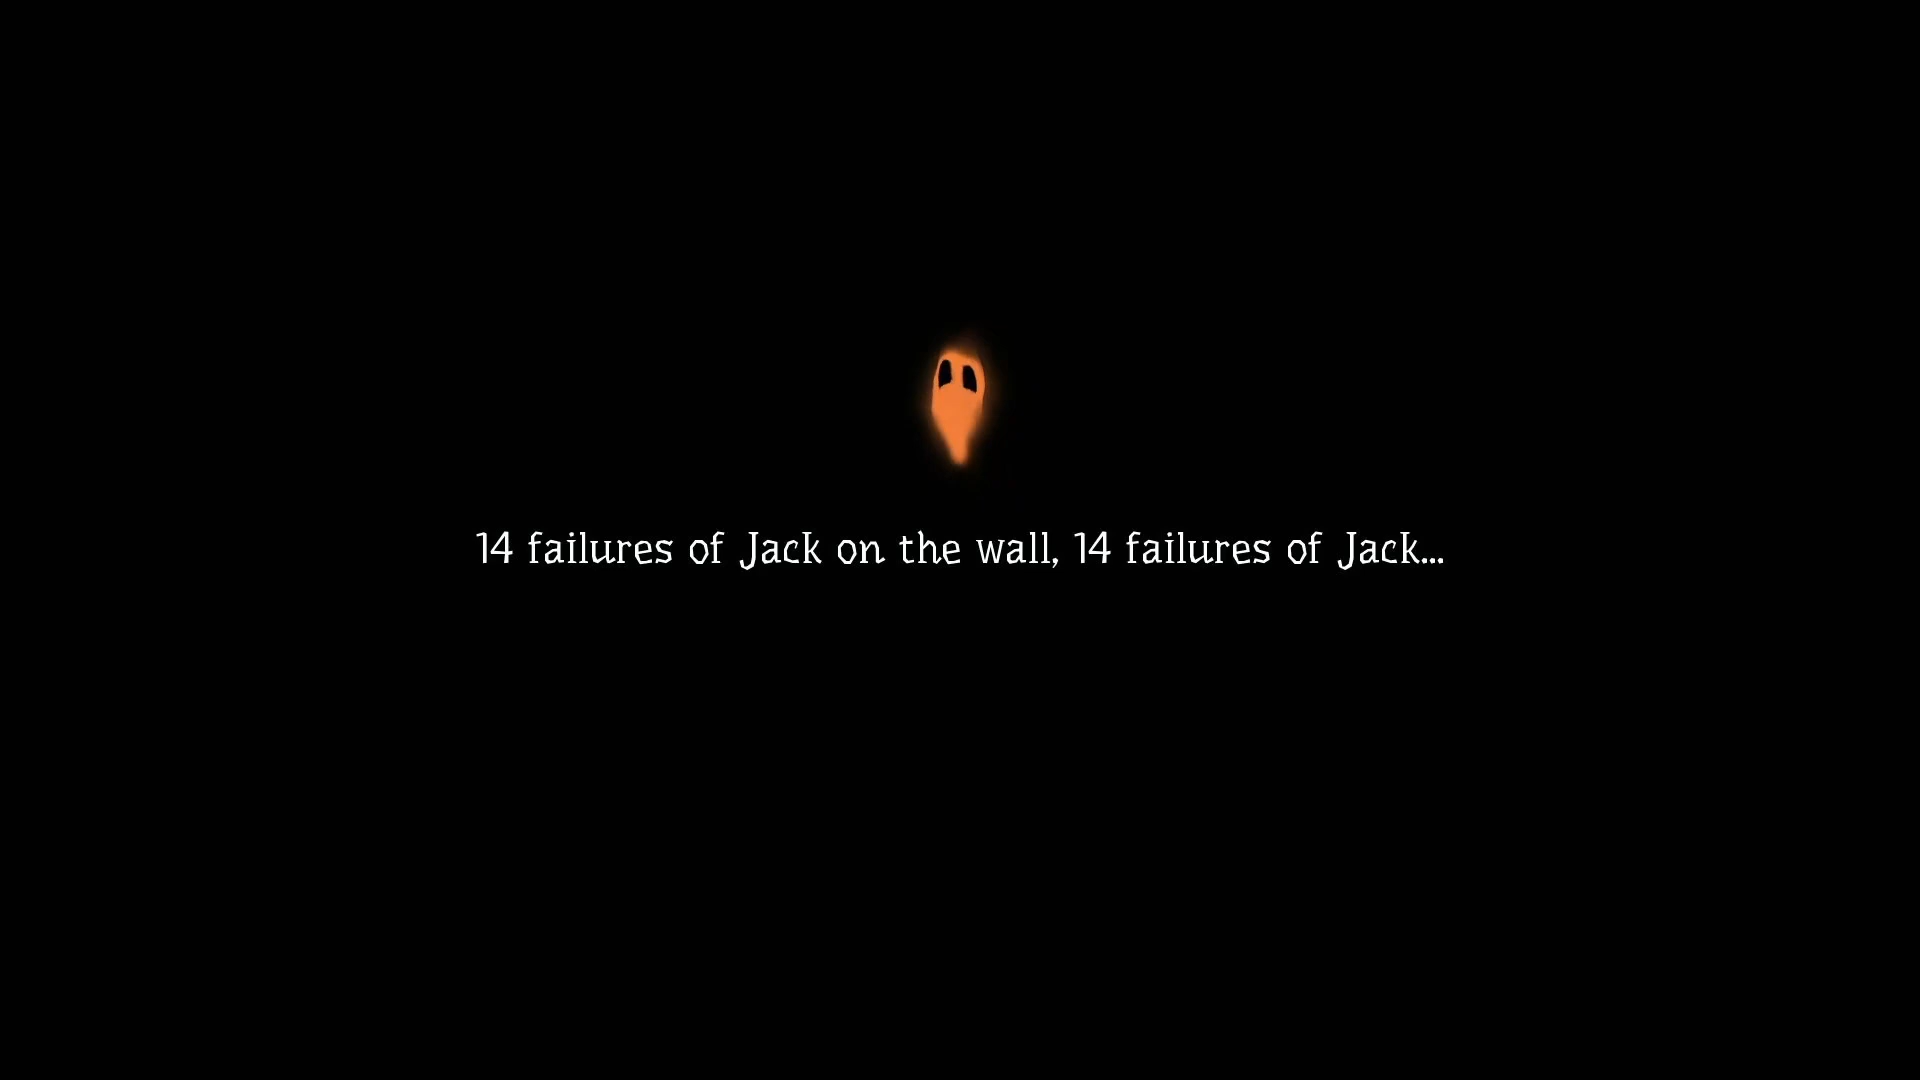 14 failures of Jack on the wall, 14 failures of Jack...